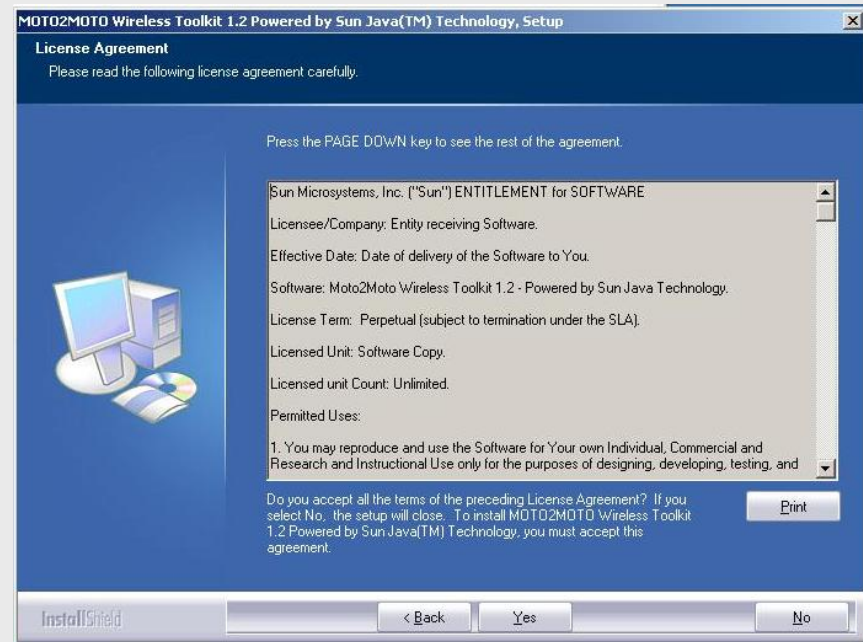 MOTO2MOTO Wireless Toolkit 1.2 Powered by Sun Java(TM) Technology, Setup
License Agreement
Please read the following license agreement carefully.
Press the PAGE DOWN key to see the rest of the agreement.
Sun Microsystems, Inc. ("Sun") ENTITLEMENT for SOFTWARE
Licensee/Company: Entity receiving Software.
Effective Date: Date of delivery of the Software to You.
Software: Moto2Moto Wireless Toolkit 1.2 - Powered by Sun Java Technology.
License Term:  Perpetual (subject to termination under the SLA).
Licensed Unit: Software Copy.
Licensed unit Count: Unlimited.
Permitted Uses:
1. You may reproduce and use the Software for Your own Individual, Commercial and
Research and Instructional Use only for the purposes of designing, developing, testing, and
Do you accept all the terms of the preceding License Agreement?  If you
select No,  the setup will close.  To install MOTO2MOTO Wireless Toolkit
1.2 Powered by Sun Java(TM) Technology, you must accept this
agreement.
Print
InstallShield
< Back
Yes
No